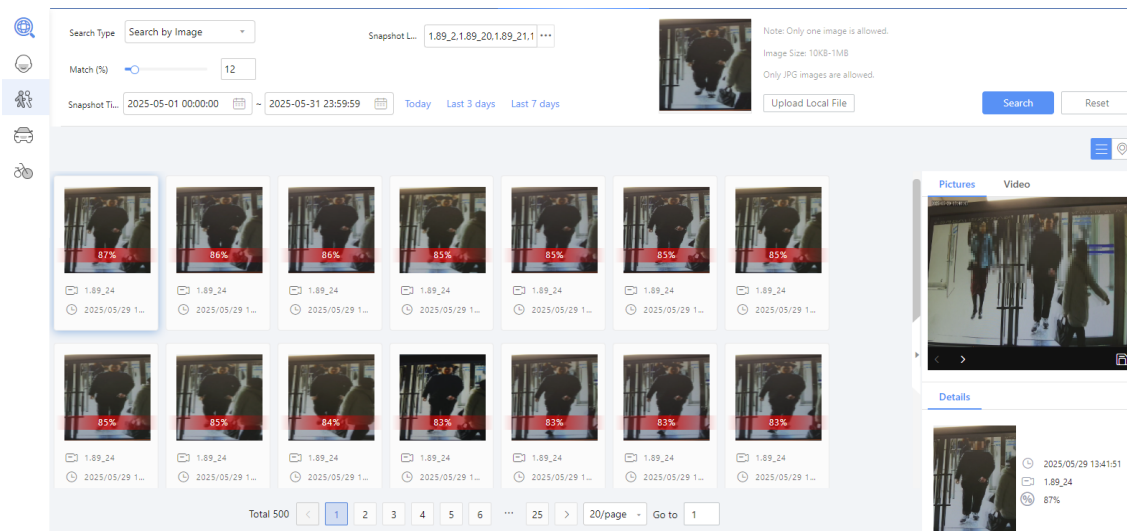 Search Type Search by Image Snapshot L... 1.89_2,1.89_20,1.89_21,1 ...
Note: Only one image is allowed.
Image Size: 10KB-1MB
Only JPG images are allowed.
Match (%) 12
Snapshot Ti... 2025-05-01 00:00:00 ~ 2025-05-31 23:59:59 Today Last 3 days Last 7 days
Upload Local File
Search Reset
87% 86% 86% 85% 85% 85% 85%
1.89_24 1.89_24 1.89_24 1.89_24 1.89_24 1.89_24 1.89_24
2025/05/29 1... 2025/05/29 1... 2025/05/29 1... 2025/05/29 1... 2025/05/29 1... 2025/05/29 1... 2025/05/29 1...
85% 85% 84% 83% 83% 83% 83%
1.89_24 1.89_24 1.89_24 1.89_24 1.89_24 1.89_24 1.89_24
2025/05/29 1... 2025/05/29 1... 2025/05/29 1... 2025/05/29 1... 2025/05/29 1... 2025/05/29 1... 2025/05/29 1...
Total 500 < 1 2 3 4 5 6 ... 25 > 20/page Go to 1
Pictures Video
Details
2025/05/29 13:41:51
1.89_24
87%